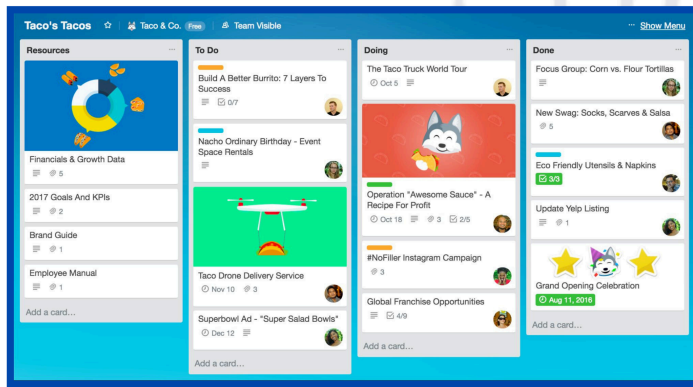 Taco's Tacos
Taco & Co.
Free
Team Visible
··· Show Menu
Resources
Financials & Growth Data
5
2017 Goals And KPIs
2
Brand Guide
1
Employee Manual
1
Add a card...
To Do
Build A Better Burrito: 7 Layers To
Success
0/7
Nacho Ordinary Birthday - Event
Space Rentals
Taco Drone Delivery Service
Nov 10 3
Superbowl Ad - "Super Salad Bowls"
Dec 12
Add a card...
Doing
The Taco Truck World Tour
Oct 5
Operation "Awesome Sauce" - A
Recipe For Profit
Oct 18 3 2/5
#NoFiller Instagram Campaign
3
Global Franchise Opportunities
4/9
Add a card...
Done
Focus Group: Corn vs. Flour Tortillas
New Swag: Socks, Scarves & Salsa
5
Eco Friendly Utensils & Napkins
3/3
Update Yelp Listing
1
Grand Opening Celebration
Aug 11, 2016
Add a card...